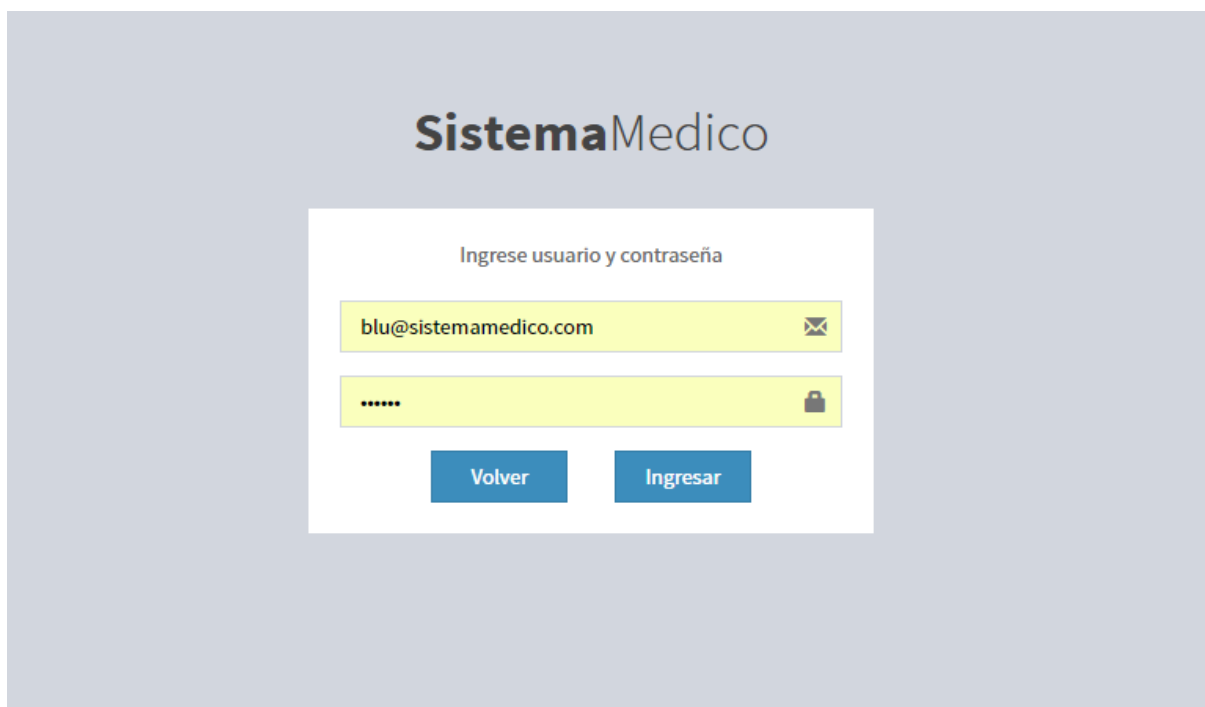 SistemaMedico
Ingrese usuario y contraseña
blu@sistemamedico.com
••••••
Volver Ingresar